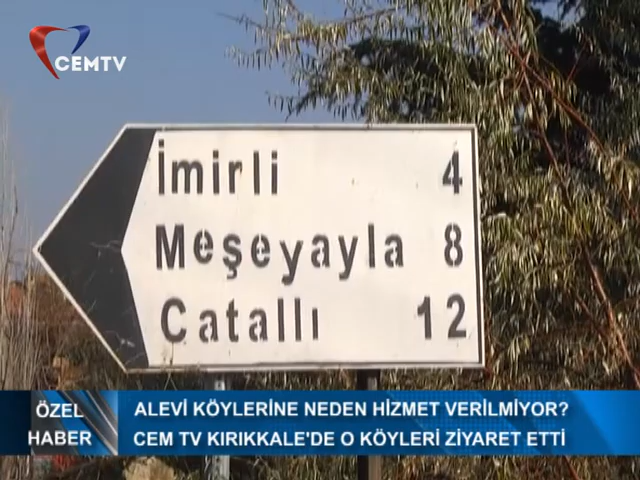 CEMTV
İmirli 4
Meşeyayla 8
Catallı 12
ÖZEL HABER
ALEVİ KÖYLERİNE NEDEN HİZMET VERİLMİYOR?
CEM TV KIRIKKALE'DE O KÖYLERİ ZİYARET ETTİ